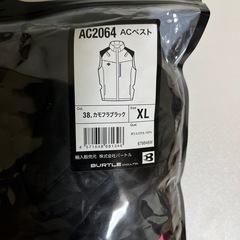 AC2064 ACベスト
Col.
38.カモフラブラック
Size
XL
輸入販売元 株式会社バートル
BURTLE